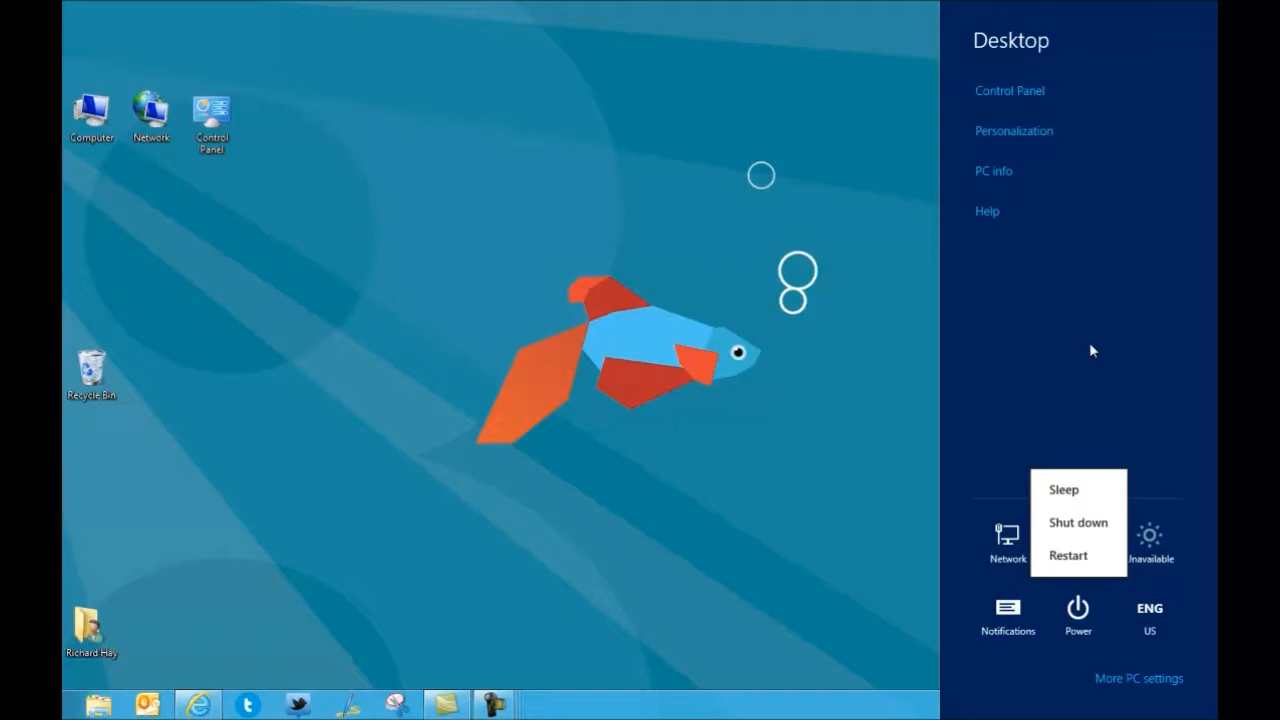 Desktop
Control Panel
Personalization
PC info
Help
Computer
Network
Control
Panel
Recycle Bin
Richard Hay
Sleep
Shut down
Restart
Network
Unavailable
Notifications
Power
ENG
US
More PC settings